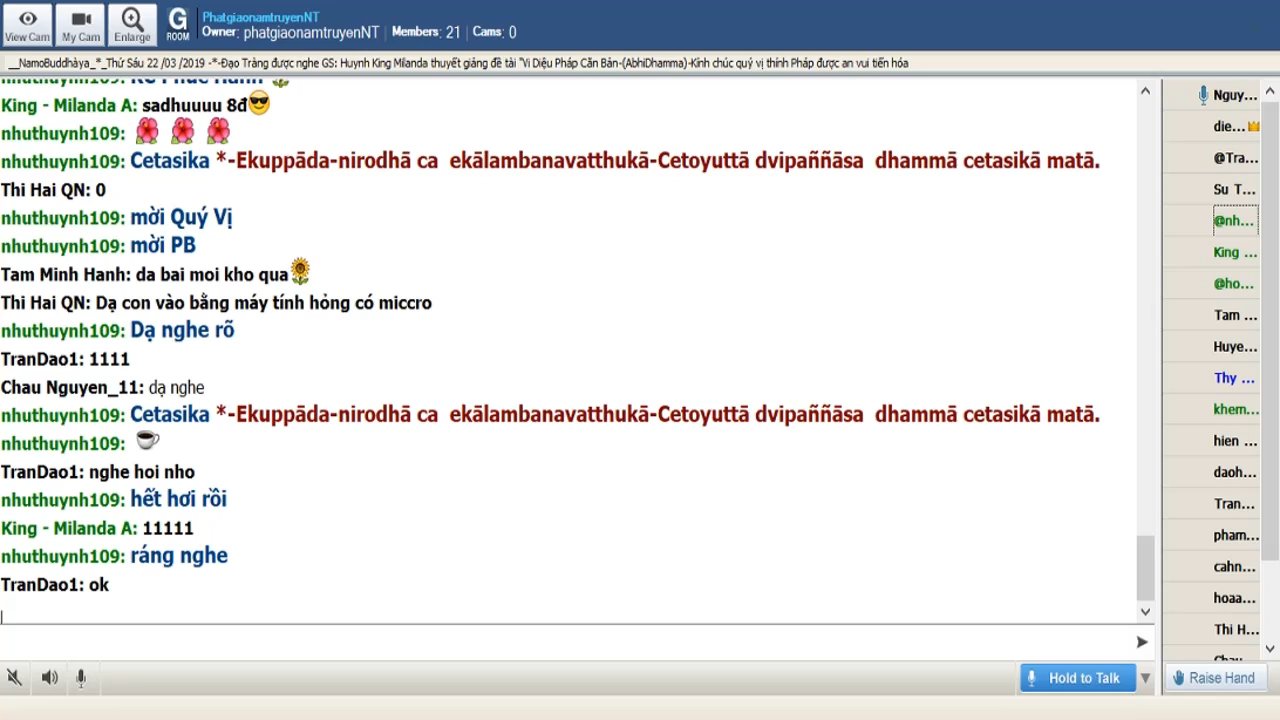 View Cam
My Cam
Enlarge
G
ROOM
PhatgiaonamtruyenNT
Owner: phatgiaonamtruyenNT | Members: 21 | Cams: 0
__NamoBuddhàya_*_Thứ Sáu 22 /03 /2019 -*-Đạo Tràng được nghe GS: Huynh King Milanda thuyết giảng đề tài "Vi Diệu Pháp Căn Bản-(AbhiDhamma)-Kính chúc quý vị thính Pháp được an vui tiến hóa
King - Milanda A: sadhuuuu 8đ
nhuthuynh109:
nhuthuynh109: Cetasika *-Ekuppāda-nirodhā ca ekālambanavatthukā-Cetoyuttā dvipaññāsa dhammā cetasikā matā.
Thi Hai QN: 0
nhuthuynh109: mời Quý Vị
nhuthuynh109: mời PB
Tam Minh Hanh: da bai moi kho qua
Thi Hai QN: Dạ con vào bằng máy tính hỏng có miccro
nhuthuynh109: Dạ nghe rõ
TranDao1: 1111
Chau Nguyen_11: dạ nghe
nhuthuynh109: Cetasika *-Ekuppāda-nirodhā ca ekālambanavatthukā-Cetoyuttā dvipaññāsa dhammā cetasikā matā.
nhuthuynh109:
TranDao1: nghe hoi nho
nhuthuynh109: hết hơi rồi
King - Milanda A: 11111
nhuthuynh109: ráng nghe
TranDao1: ok
Nguy...
die...
@Tra...
Su T...
@nh...
King ...
@ho...
Tam ...
Huye...
Thy ...
khem...
hien ...
daoh...
Tran...
pham...
cahn...
hoaa...
Thi H...
Hold to Talk
Raise Hand